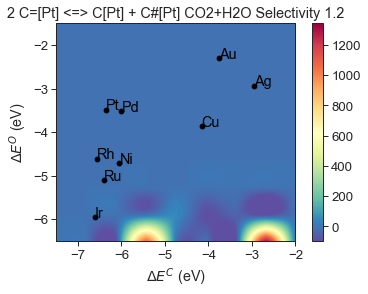 2 C=[Pt] <=> C[Pt] + C#[Pt] CO2+H2O Selectivity 1.2
ΔE^O (eV)
−2
−3
−4
−5
−6
Au
Ag
Pt
Pd
Cu
Rh
Ni
Ru
Ir
−7
−6
−5
−4
−3
−2
ΔE^C (eV)
1200
1000
800
600
400
200
0